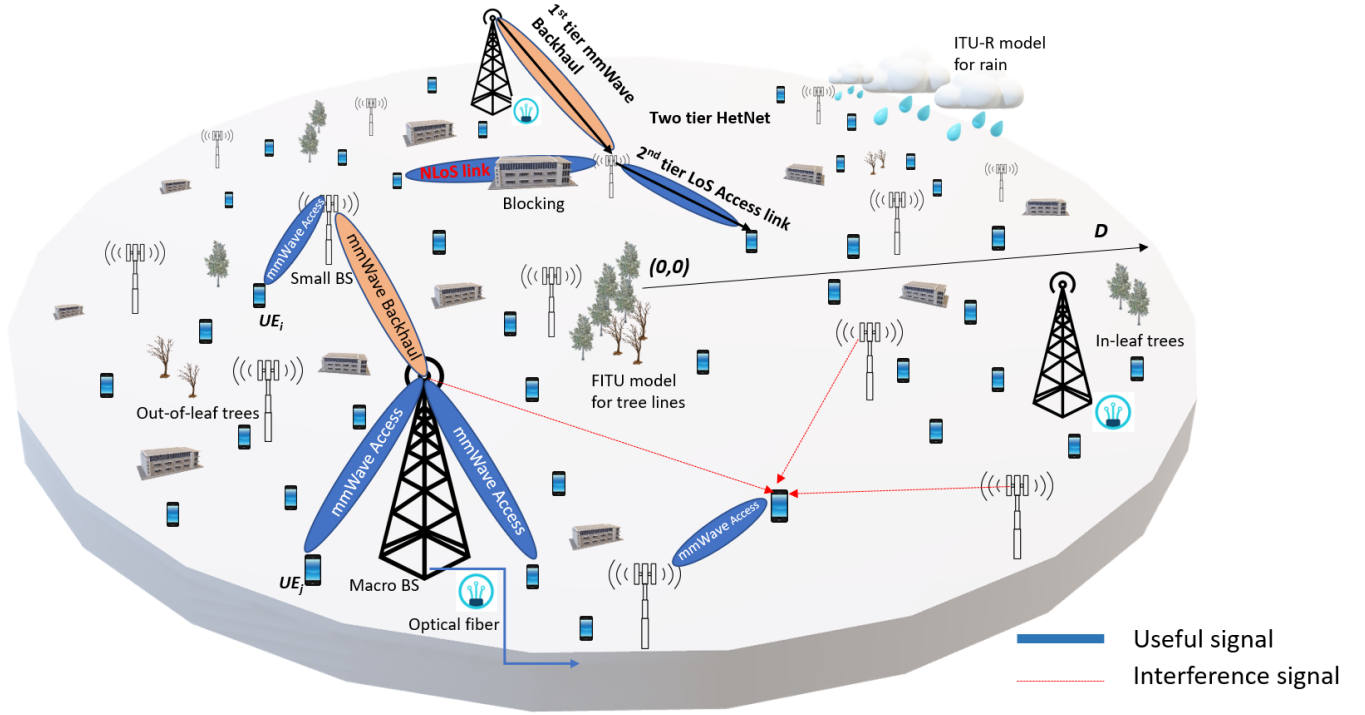 1st tier mmWave
Backhaul
ITU-R model
for rain
Two tier HetNet
2nd tier LoS Access link
NLoS link
Blocking
mmWave Access
Small BS
mmWave Backhaul
UEi
(0,0)
D
In-leaf trees
FITU model
for tree lines
Out-of-leaf trees
mmWave Access
mmWave Access
mmWave Access
UEj
Macro BS
Optical fiber
Useful signal
Interference signal